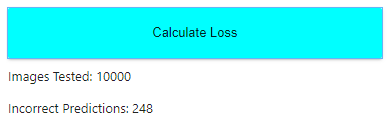 Calculate Loss
Images Tested: 10000
Incorrect Predictions: 248